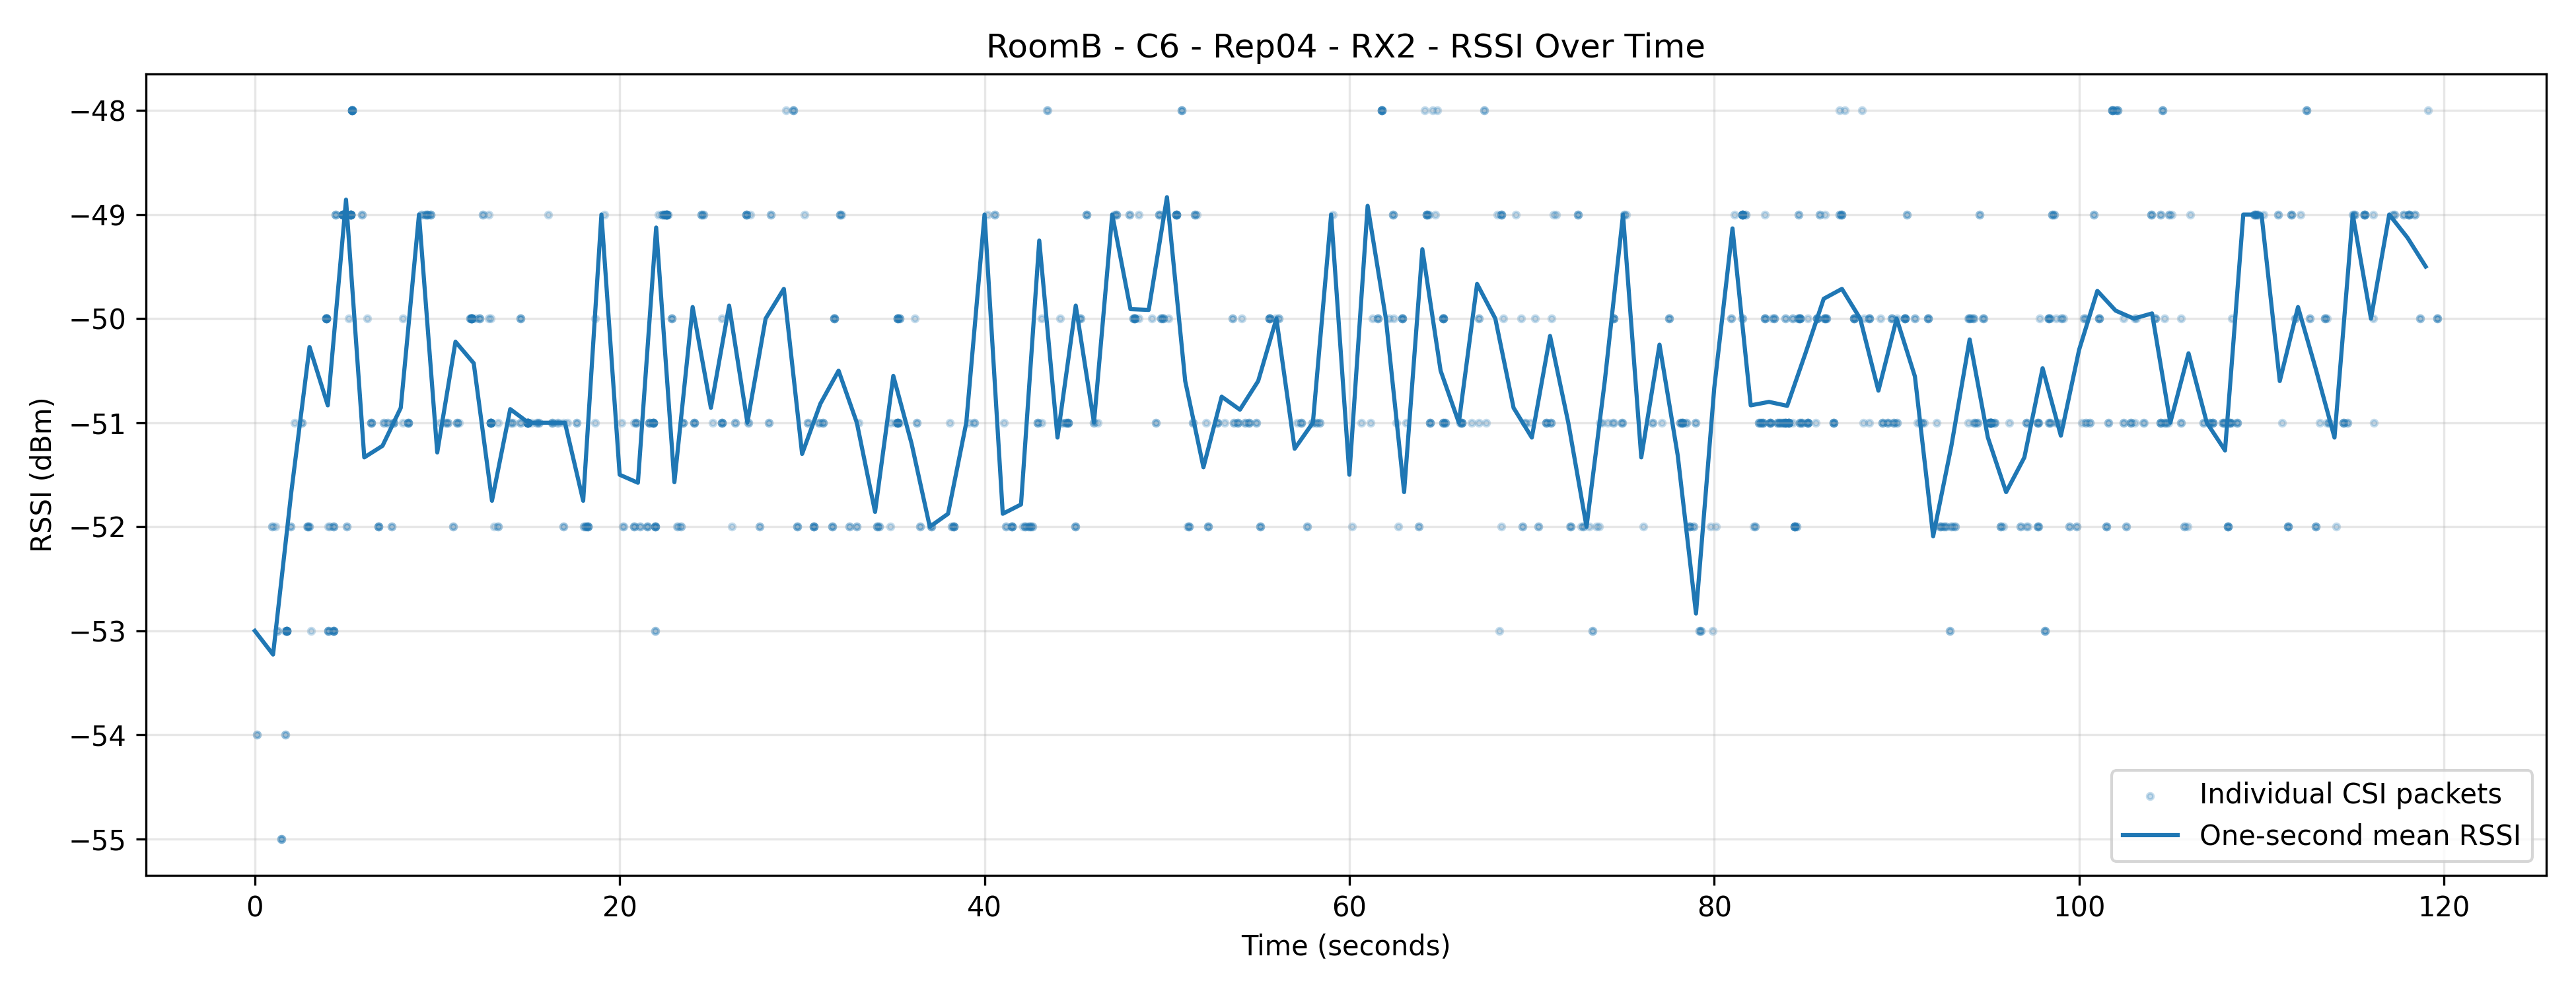 RoomB - C6 - Rep04 - RX2 - RSSI Over Time
RSSI (dBm)
−48
−49
−50
−51
−52
−53
−54
−55
0 20 40 60 80 100 120
Time (seconds)
Individual CSI packets
One-second mean RSSI